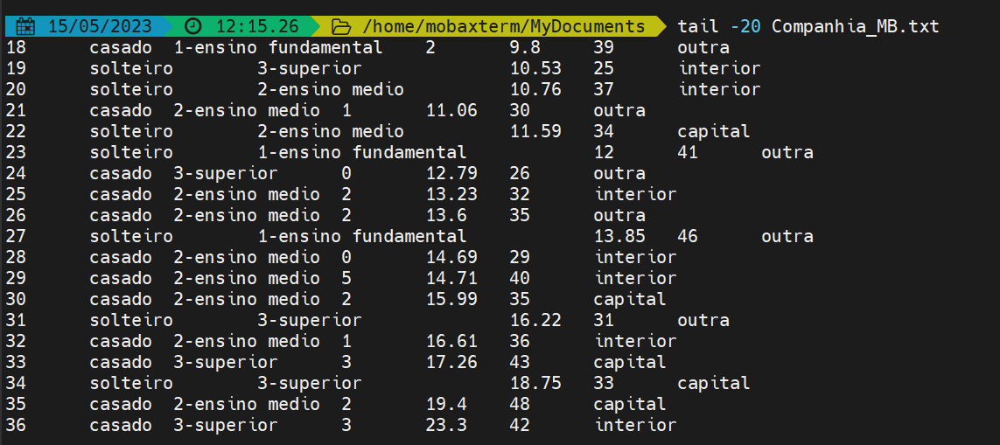 15/05/2023 12:15.26 /home/mobaxterm/MyDocuments tail -20 Companhia_MB.txt
18 casado 1-ensino fundamental 2 9.8 39 outra
19 solteiro 3-superior 10.53 25 interior
20 solteiro 2-ensino medio 10.76 37 interior
21 casado 2-ensino medio 1 11.06 30 outra
22 solteiro 2-ensino medio 11.59 34 capital
23 solteiro 1-ensino fundamental 12 41 outra
24 casado 3-superior 0 12.79 26 outra
25 casado 2-ensino medio 2 13.23 32 interior
26 casado 2-ensino medio 2 13.6 35 outra
27 solteiro 1-ensino fundamental 13.85 46 outra
28 casado 2-ensino medio 0 14.69 29 interior
29 casado 2-ensino medio 5 14.71 40 interior
30 casado 2-ensino medio 2 15.99 35 capital
31 solteiro 3-superior 16.22 31 outra
32 casado 2-ensino medio 1 16.61 36 interior
33 casado 3-superior 3 17.26 43 capital
34 solteiro 3-superior 18.75 33 capital
35 casado 2-ensino medio 2 19.4 48 capital
36 casado 3-superior 3 23.3 42 interior